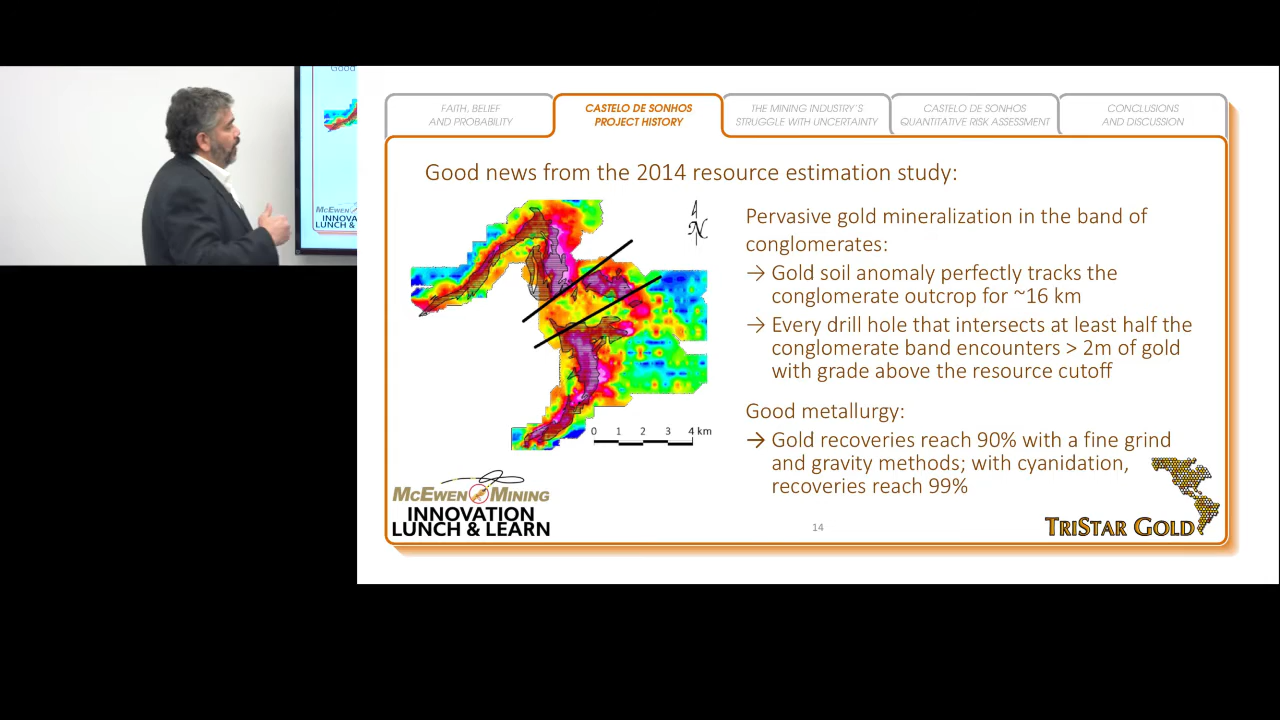 Good
McEWEN
INNOVA
LUNCH &
FAITH, BELIEF
AND PROBABILITY
CASTELO DE SONHOS
PROJECT HISTORY
THE MINING INDUSTRY'S
STRUGGLE WITH UNCERTAINTY
CASTELO DE SONHOS
QUANTITATIVE RISK ASSESSMENT
CONCLUSIONS
AND DISCUSSION
Good news from the 2014 resource estimation study:
N
0 1 2 3 4 km
Pervasive gold mineralization in the band of
conglomerates:
→ Gold soil anomaly perfectly tracks the
conglomerate outcrop for ~16 km
→ Every drill hole that intersects at least half the
conglomerate band encounters > 2m of gold
with grade above the resource cutoff
Good metallurgy:
→ Gold recoveries reach 90% with a fine grind
and gravity methods; with cyanidation,
recoveries reach 99%
McEWEN MINING
INNOVATION
LUNCH & LEARN
14
TRISTAR GOLD